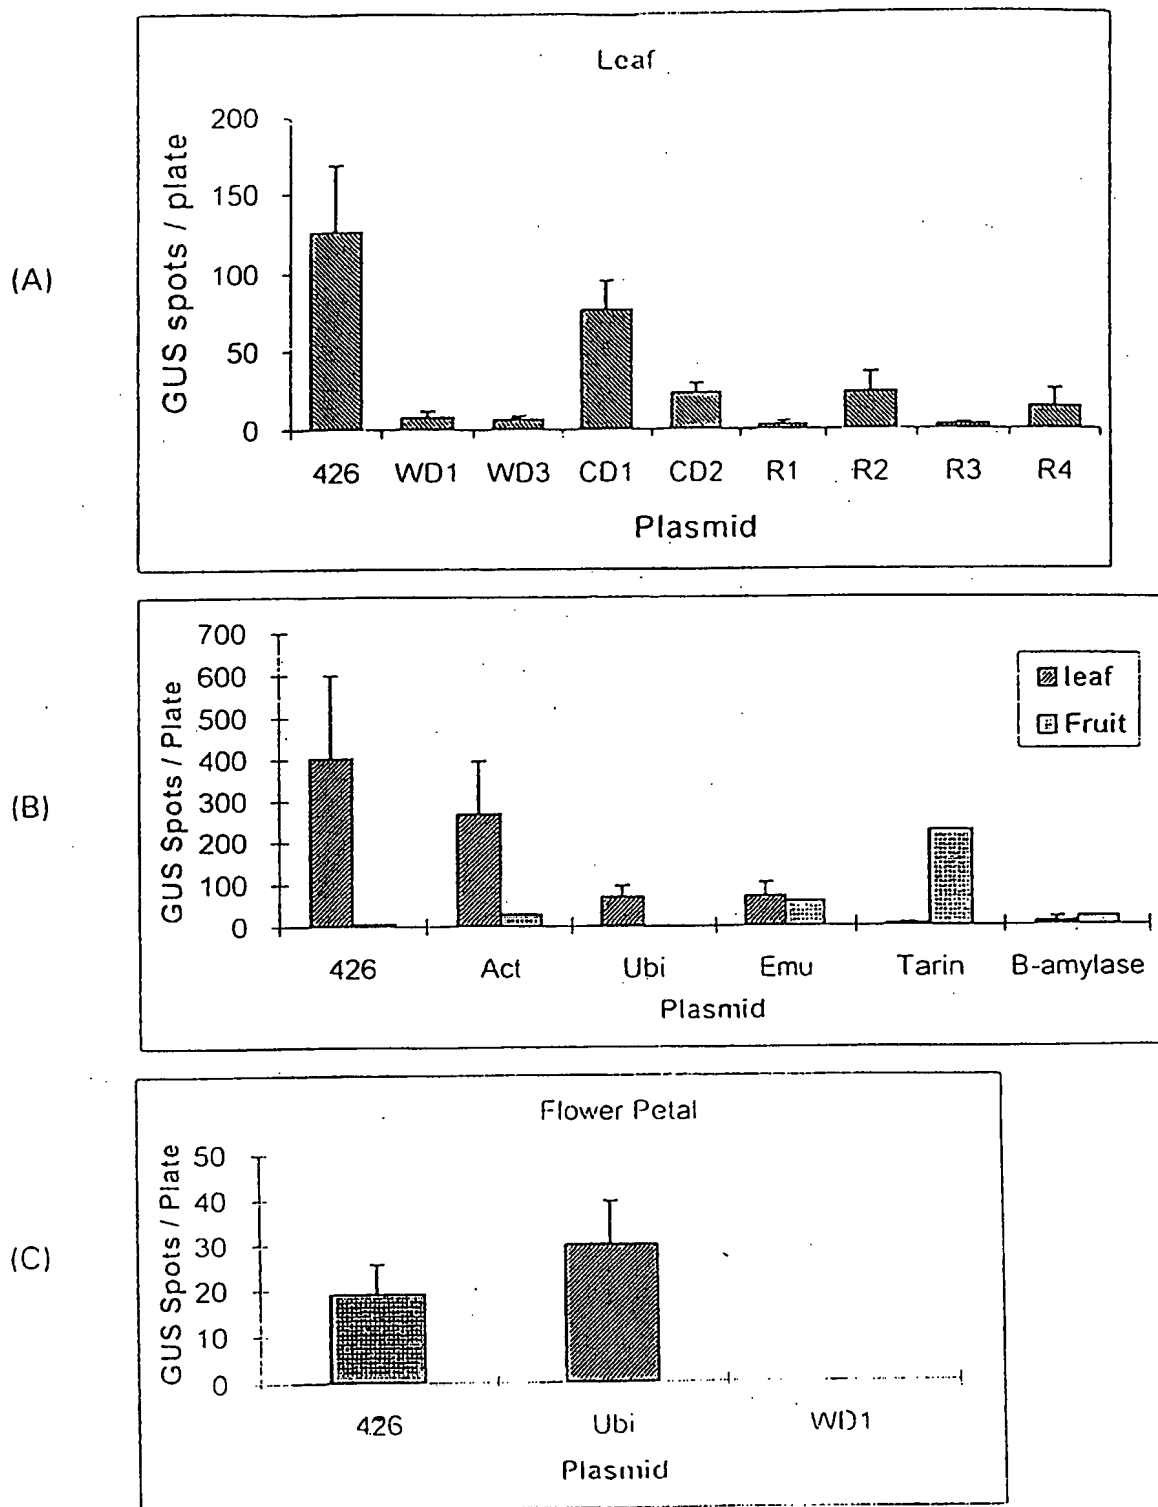 Leaf
200
150
100
50
0
GUS spots / plate
(A)
426 WD1 WD3 CD1 CD2 R1 R2 R3 R4
Plasmid
700
600
500
400
300
200
100
0
GUS Spots / Plate
leaf
Fruit
(B)
426 Act Ubi Emu Tarin B-amylase
Plasmid
Flower Petal
50
40
30
20
10
0
GUS Spots / Plate
(C)
426 Ubi WD1
Plasmid